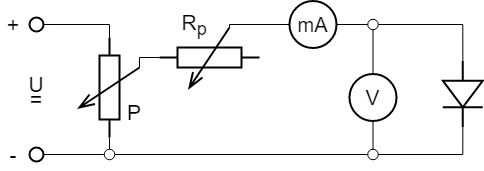 +
Rₚ
mA
U
=
P
V
-